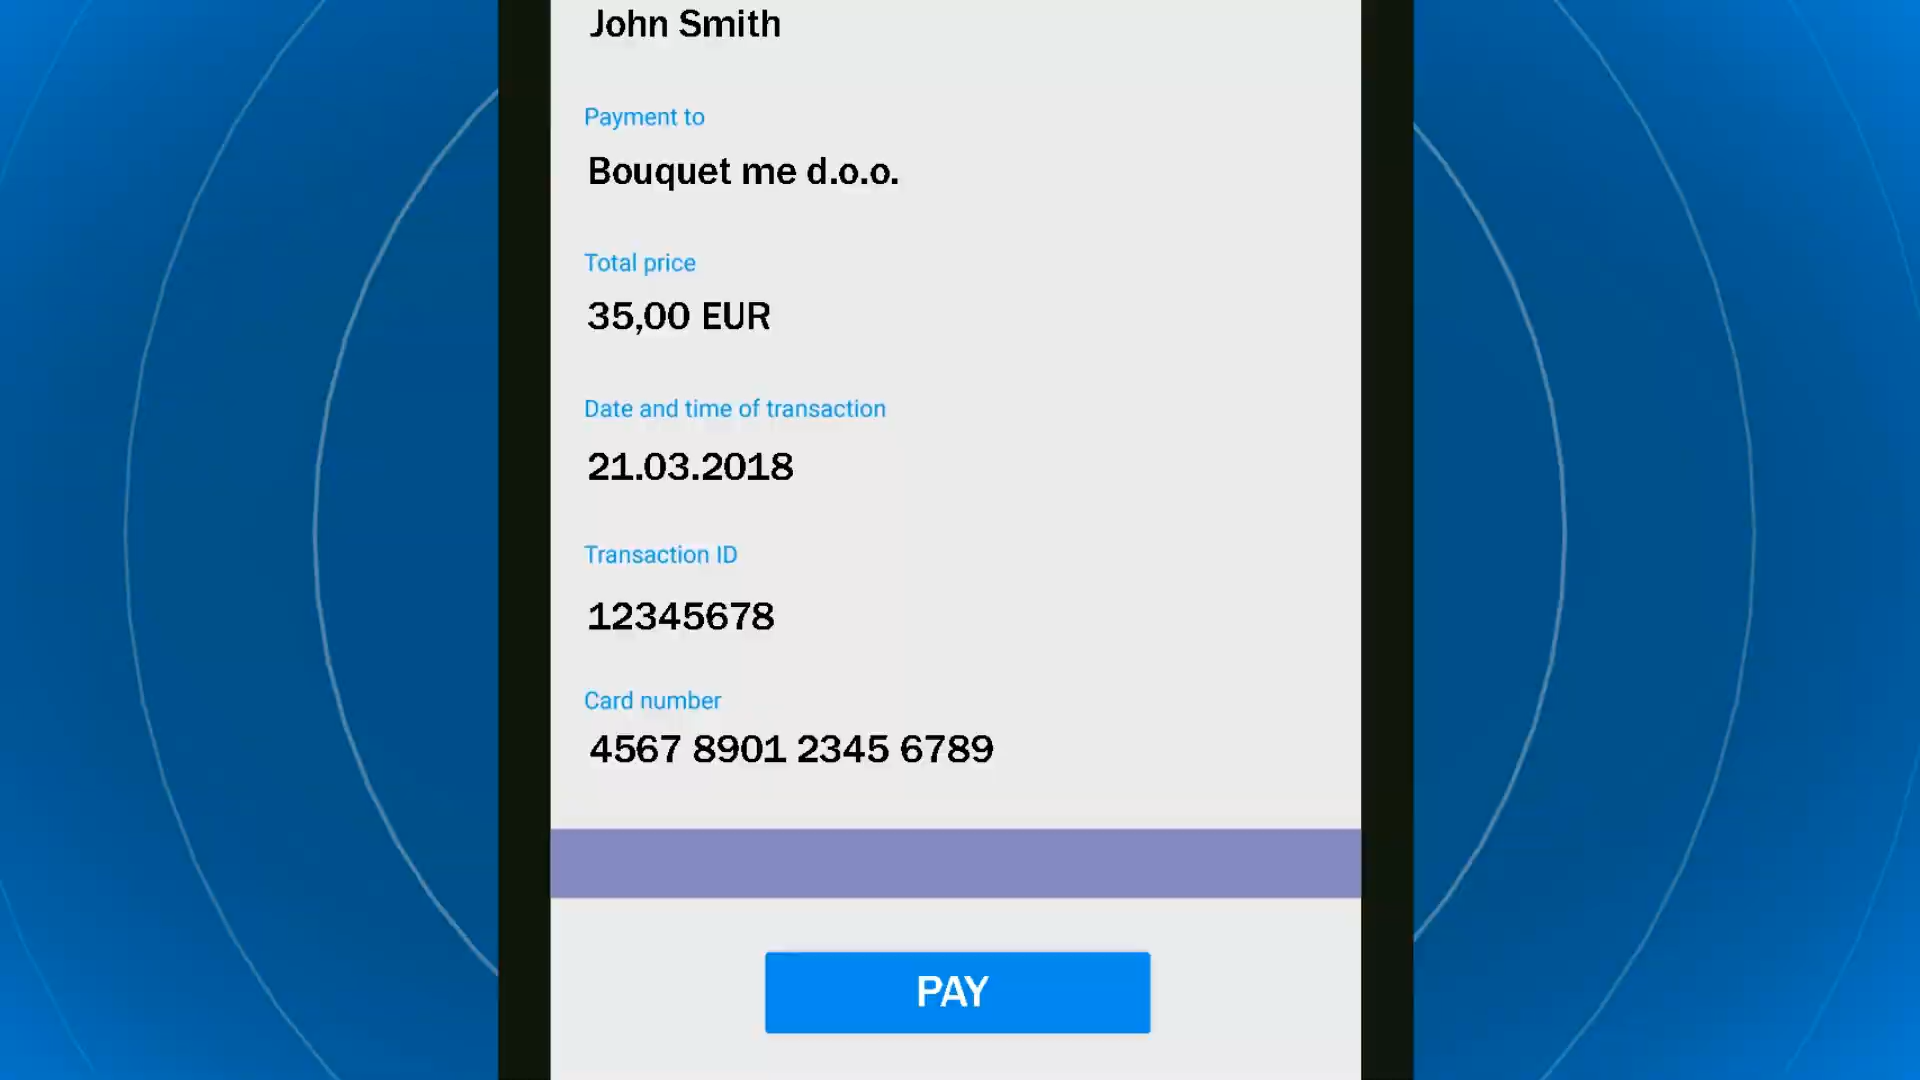 John Smith
Payment to
Bouquet me d.o.o.
Total price
35,00 EUR
Date and time of transaction
21.03.2018
Transaction ID
12345678
Card number
4567 8901 2345 6789
PAY